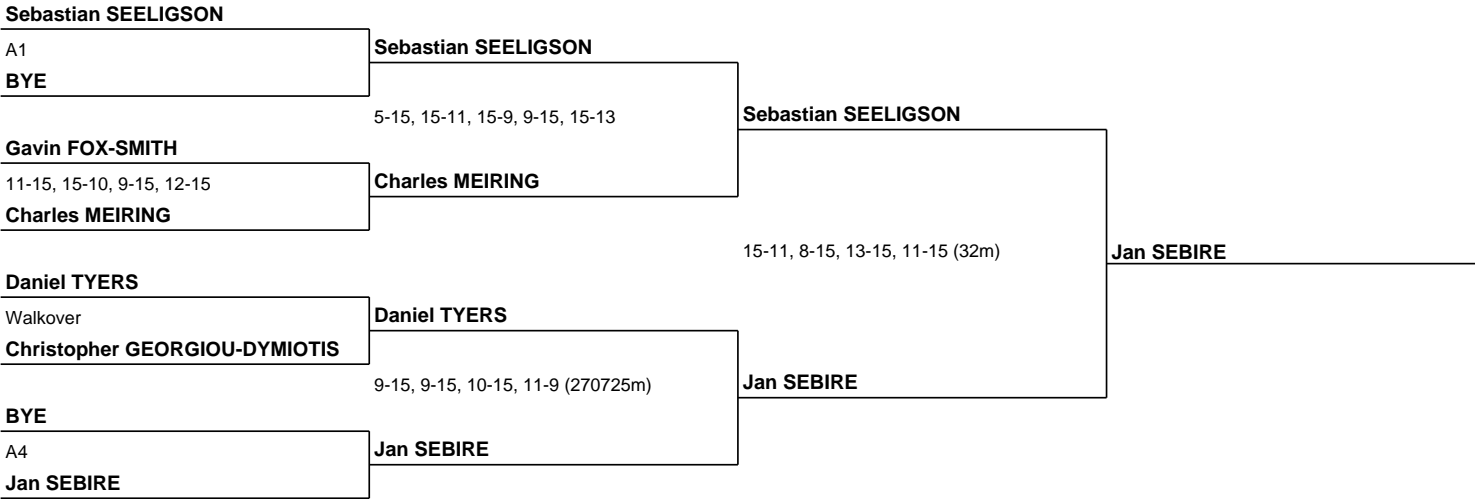 Sebastian SEELIGSON
A1
BYE
Sebastian SEELIGSON
5-15, 15-11, 15-9, 9-15, 15-13
Gavin FOX-SMITH
11-15, 15-10, 9-15, 12-15
Charles MEIRING
Charles MEIRING
Sebastian SEELIGSON
15-11, 8-15, 13-15, 11-15 (32m)
Jan SEBIRE
Daniel TYERS
Walkover
Christopher GEORGIOU-DYMIOTIS
Daniel TYERS
9-15, 9-15, 10-15, 11-9 (270725m)
Jan SEBIRE
BYE
A4
Jan SEBIRE
Jan SEBIRE